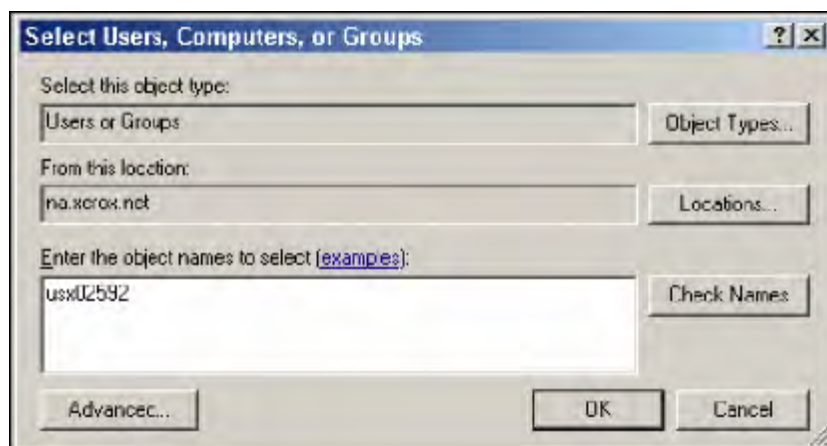 Select Users, Computers, or Groups
Select this object type:
Users or Groups
Object Types...
From this location:
na.xerox.net
Locations...
Enter the object names to select (examples):
usx02592
Check Names
Advanced...
OK
Cancel